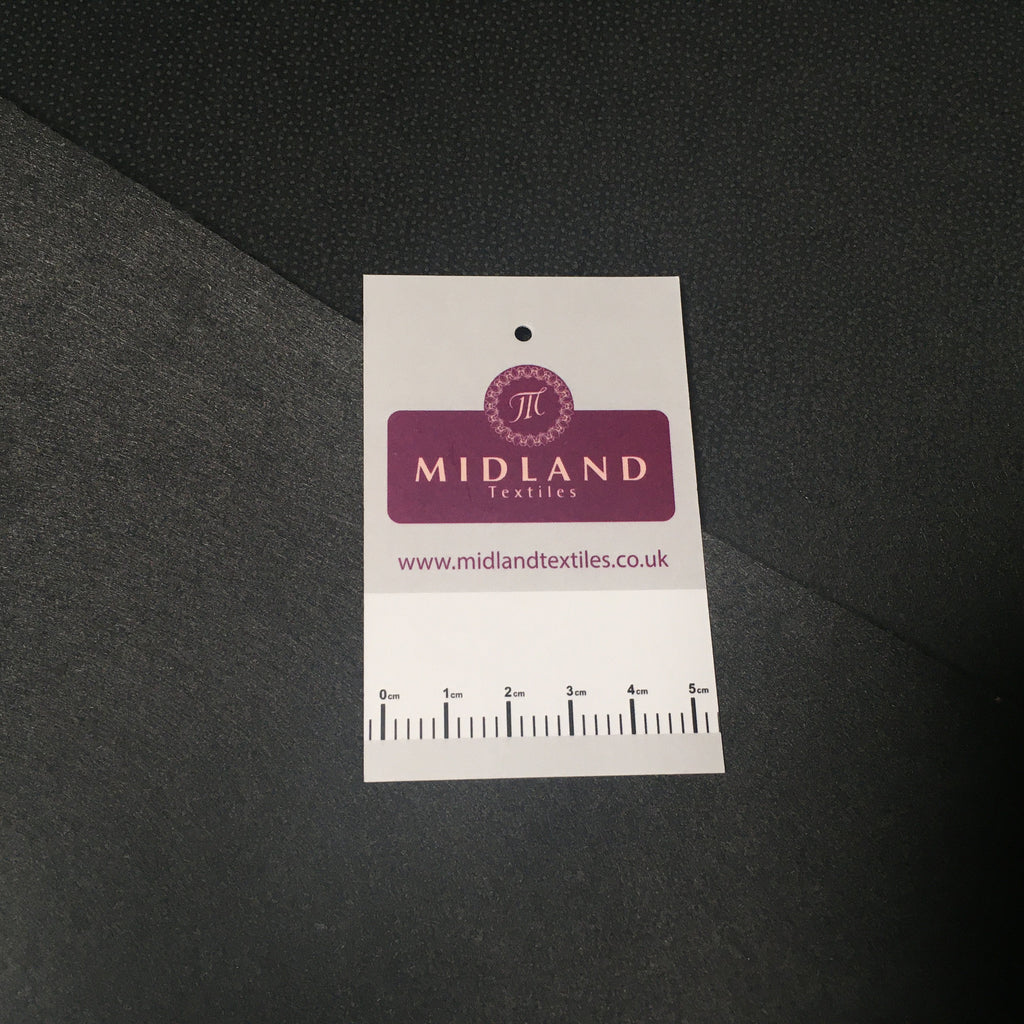 M
MIDLAND
Textiles
www.midlandtextiles.co.uk
0cm 1cm 2cm 3cm 4cm 5cm